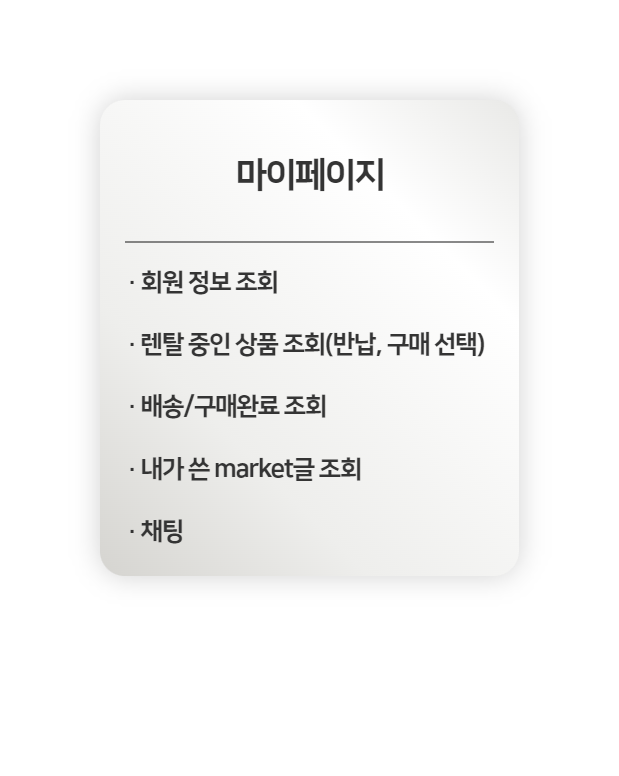 마이페이지
· 회원 정보 조회
· 렌탈 중인 상품 조회(반납, 구매 선택)
· 배송/구매완료 조회
· 내가 쓴 market글 조회
· 채팅